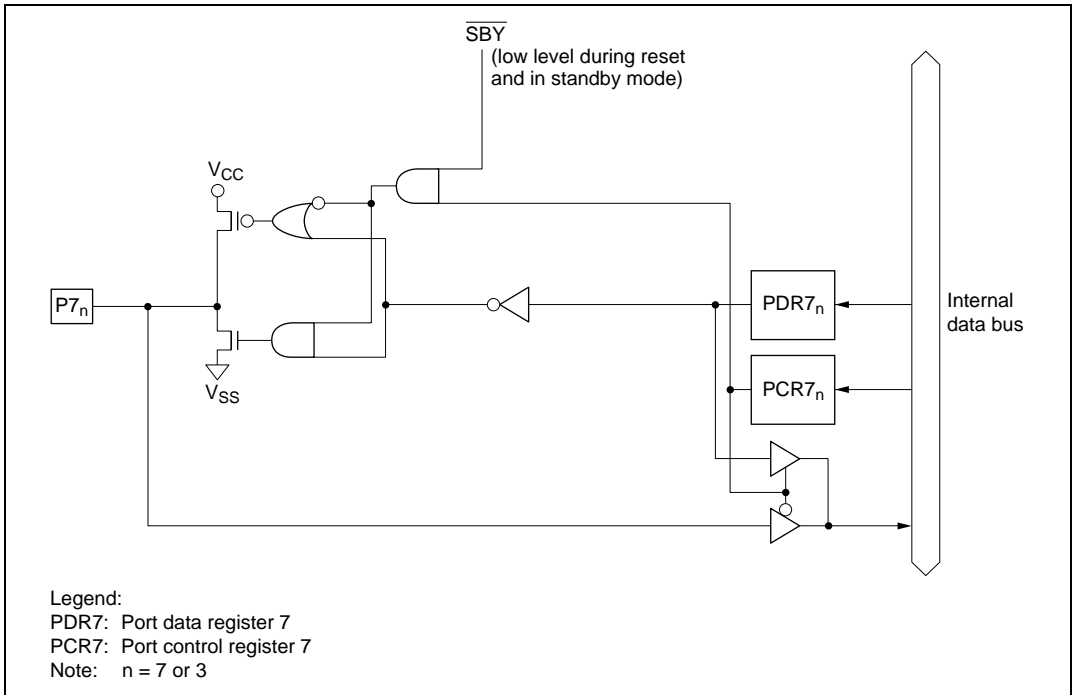 SBY
(low level during reset
and in standby mode)
VCC
P7n
VSS
PDR7n
PCR7n
Internal
data bus
Legend:
PDR7: Port data register 7
PCR7: Port control register 7
Note: n = 7 or 3